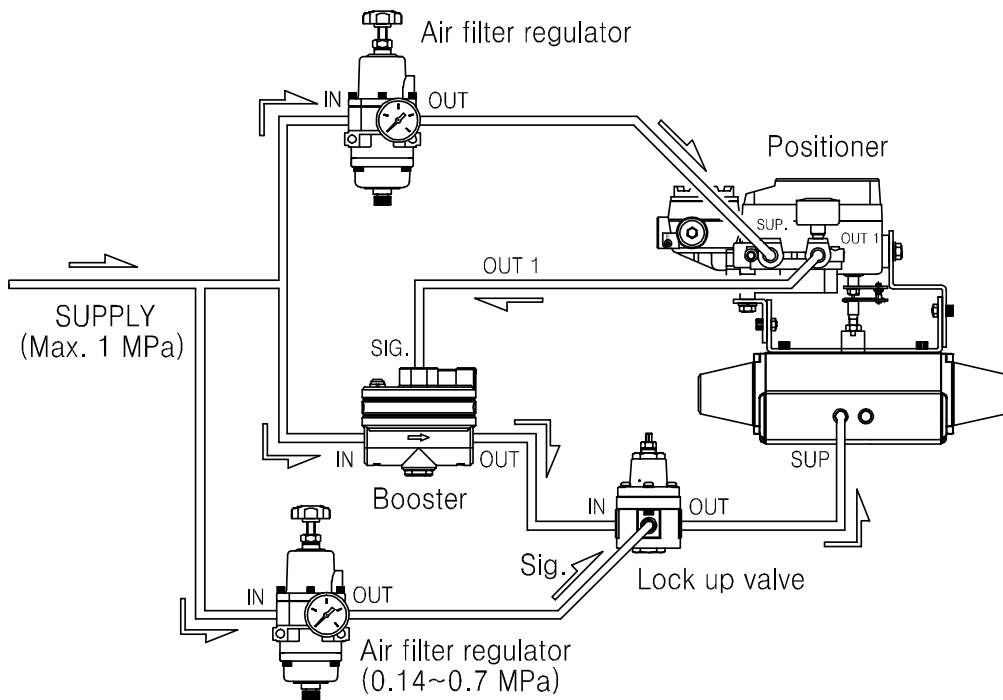 Air filter regulator
IN
OUT
Positioner
SUP.
OUT 1
OUT 1
SUPPLY
(Max. 1 MPa)
SIG.
IN
OUT
Booster
SUP
IN
OUT
Sig.
Lock up valve
IN
OUT
Air filter regulator
(0.14~0.7 MPa)